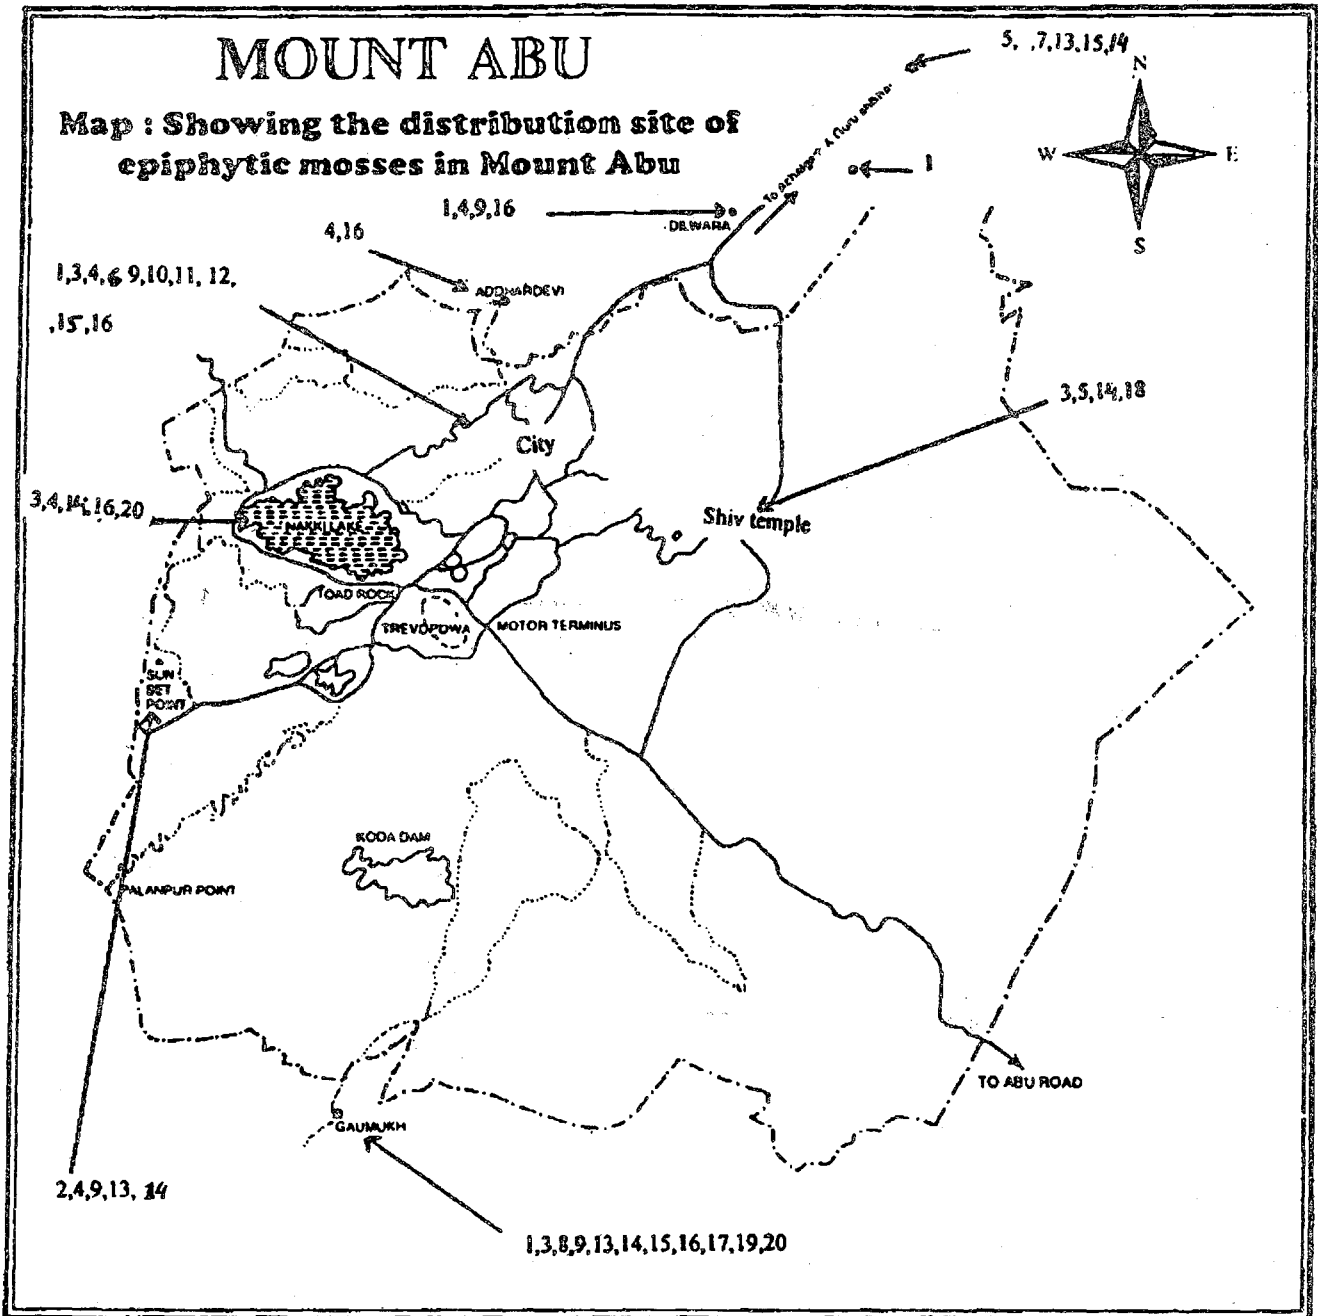 MOUNT ABU
Map : Showing the distribution site of
epiphytic mosses in Mount Abu
5, .7,13,15,14
N
W
E
S
1
1,4,9,16
DILWARA
4,16
ADDHARDEVI
1,3,4,6 9,10,11, 12,
,15,16
3,5,14,18
City
3,4,14,16,20
NAKKI LAKE
Shiv temple
TOAD ROCK
TREVOPOWA
MOTOR TERMINUS
SUN
SET
POINT
KODA DAM
PALANPUR POINT
TO ABU ROAD
GAUMUKH
2,4,9,13, 14
1,3,8,9,13,14,15,16,17,19,20